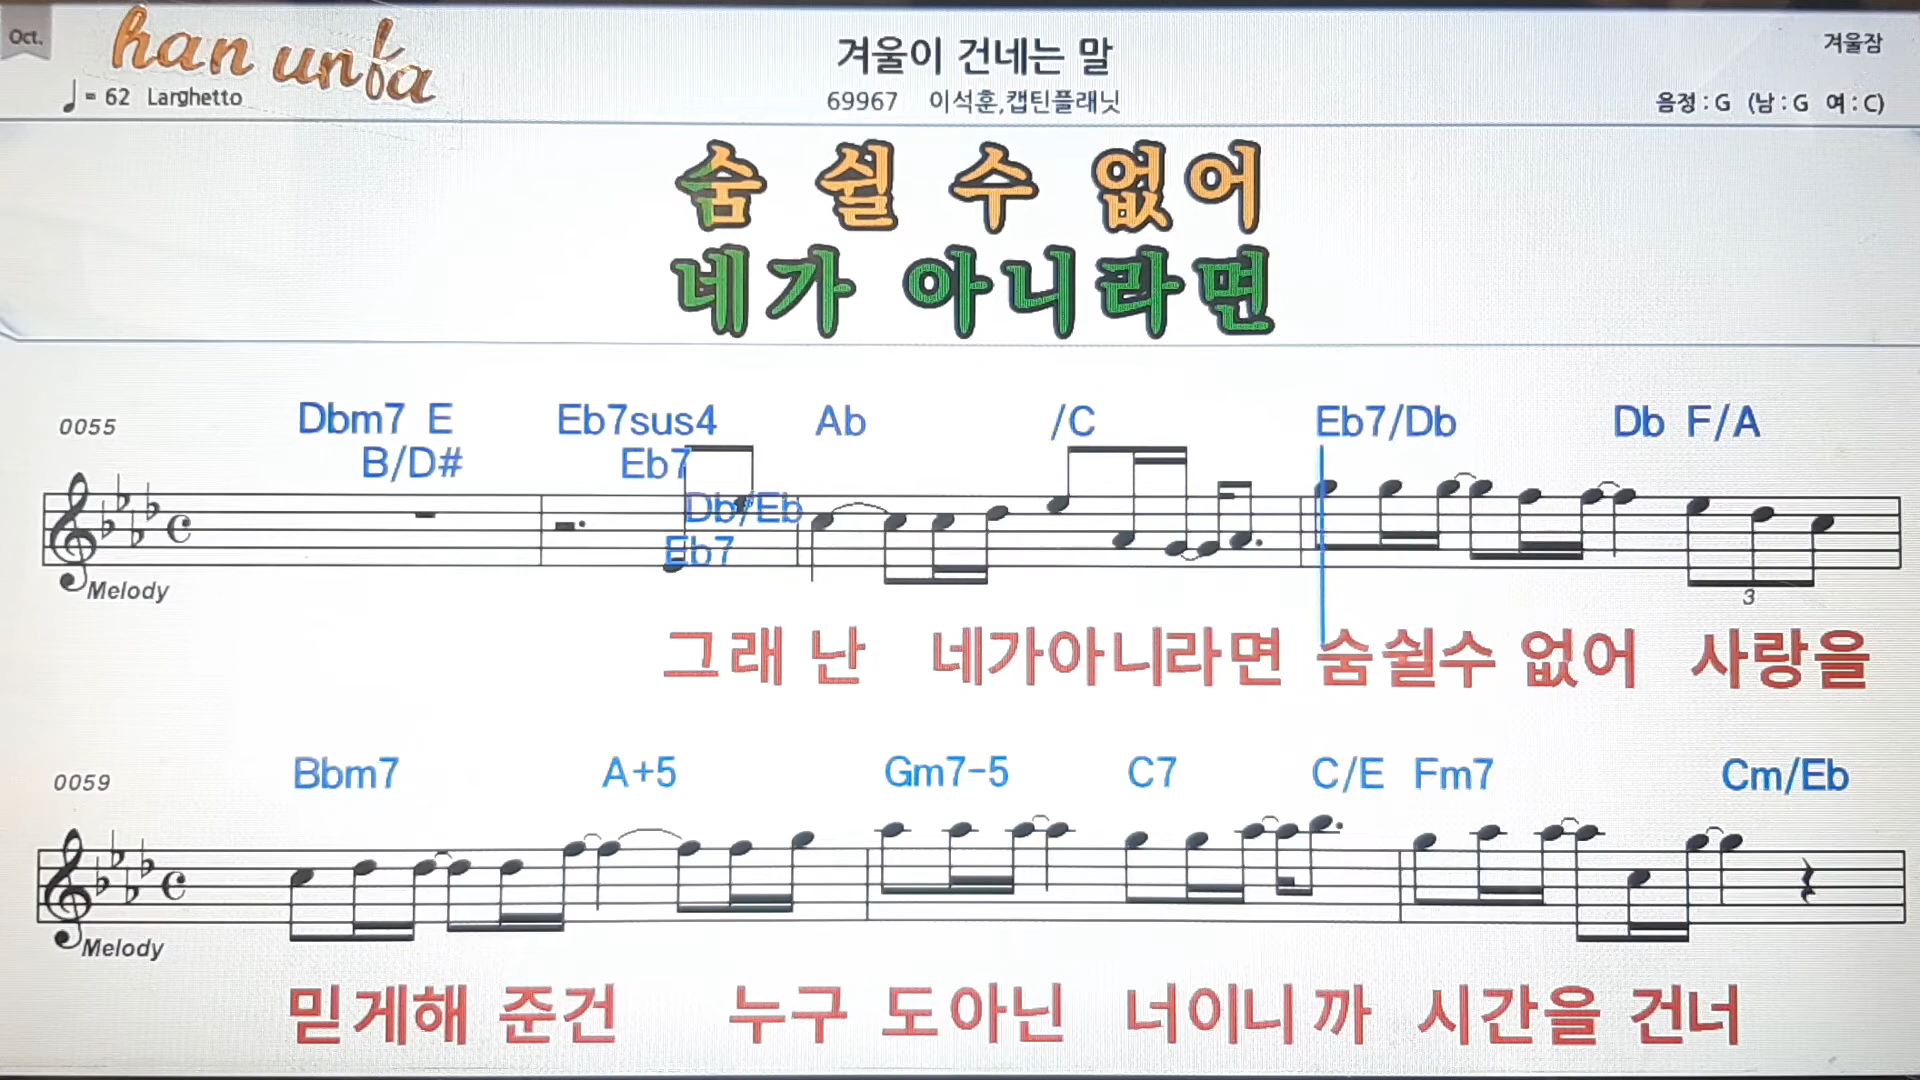 Oct.
han unba
겨울이 건네는 말
겨울잠
♩= 62 Larghetto
69967 이석훈,캡틴플래닛
음정 : G (남 : G 여 : C)
숨 쉴 수 없어
네가 아니라면
0055 Dbm7 E Eb7sus4 Ab /C Eb7/Db Db F/A
B/D# Eb7
Db/Eb
Eb7
Melody
3
그래 난 네가아니라면 숨쉴수 없어 사랑을
0059 Bbm7 A+5 Gm7-5 C7 C/E Fm7 Cm/Eb
Melody
믿게해 준건 누구 도아닌 너이니까 시간을 건너